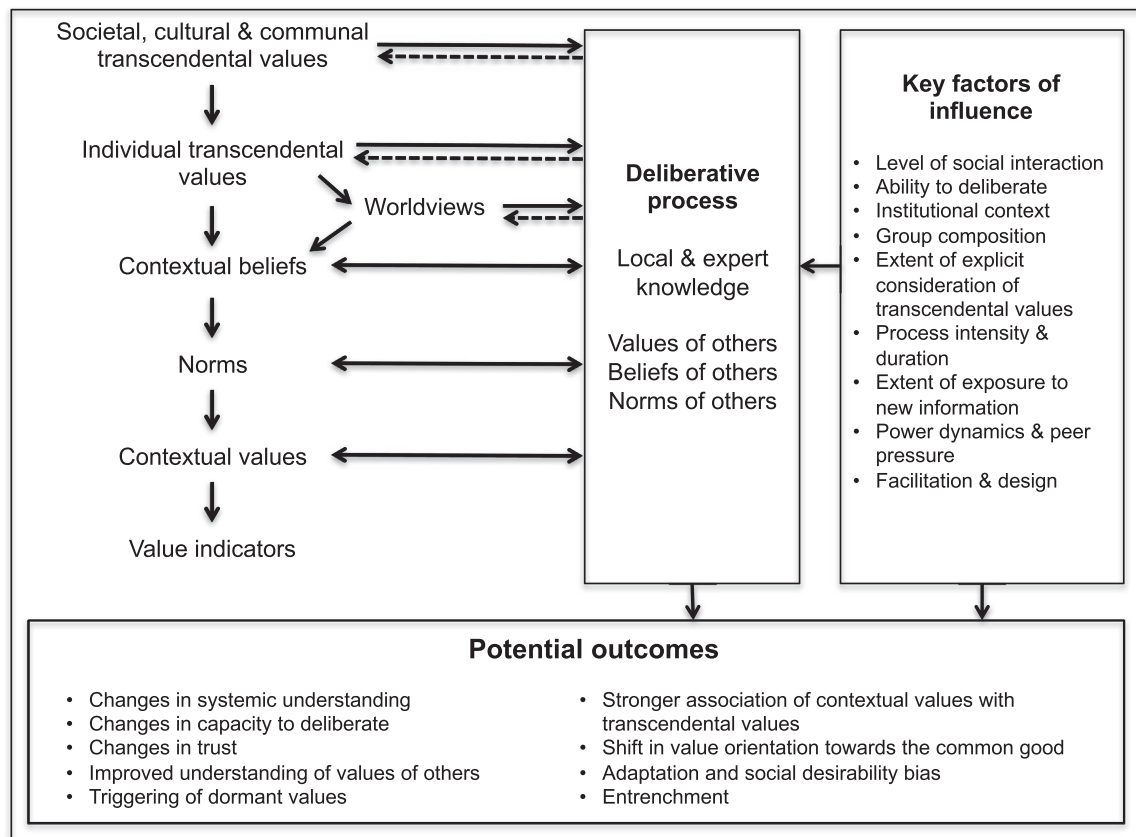 Societal, cultural & communal
transcendental values
Individual transcendental
values
Worldviews
Contextual beliefs
Norms
Contextual values
Value indicators
Deliberative
process
Local & expert
knowledge
Values of others
Beliefs of others
Norms of others
Key factors of
influence
• Level of social interaction
• Ability to deliberate
• Institutional context
• Group composition
• Extent of explicit
consideration of
transcendental values
• Process intensity &
duration
• Extent of exposure to
new information
• Power dynamics & peer
pressure
• Facilitation & design
Potential outcomes
• Changes in systemic understanding
• Changes in capacity to deliberate
• Changes in trust
• Improved understanding of values of others
• Triggering of dormant values
• Stronger association of contextual values with
transcendental values
• Shift in value orientation towards the common good
• Adaptation and social desirability bias
• Entrenchment